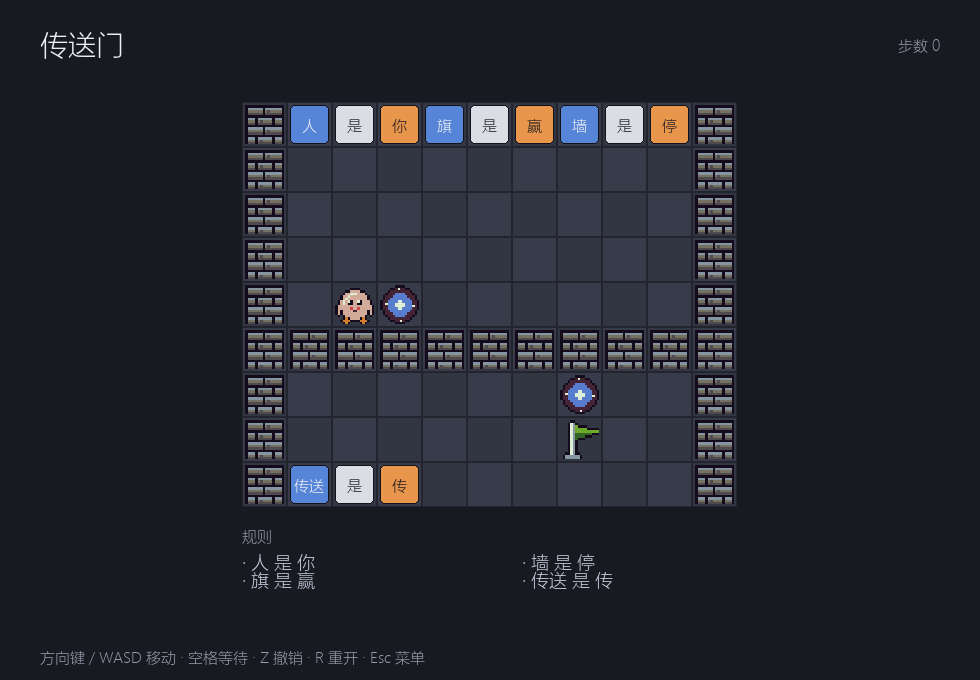 传送门
步数 0
人 是 你 旗 是 赢 墙 是 停
传送 是 传
规则
· 人 是 你
· 墙 是 停
· 旗 是 赢
· 传送 是 传
方向键 / WASD 移动 · 空格等待 · Z 撤销 · R 重开 · Esc 菜单